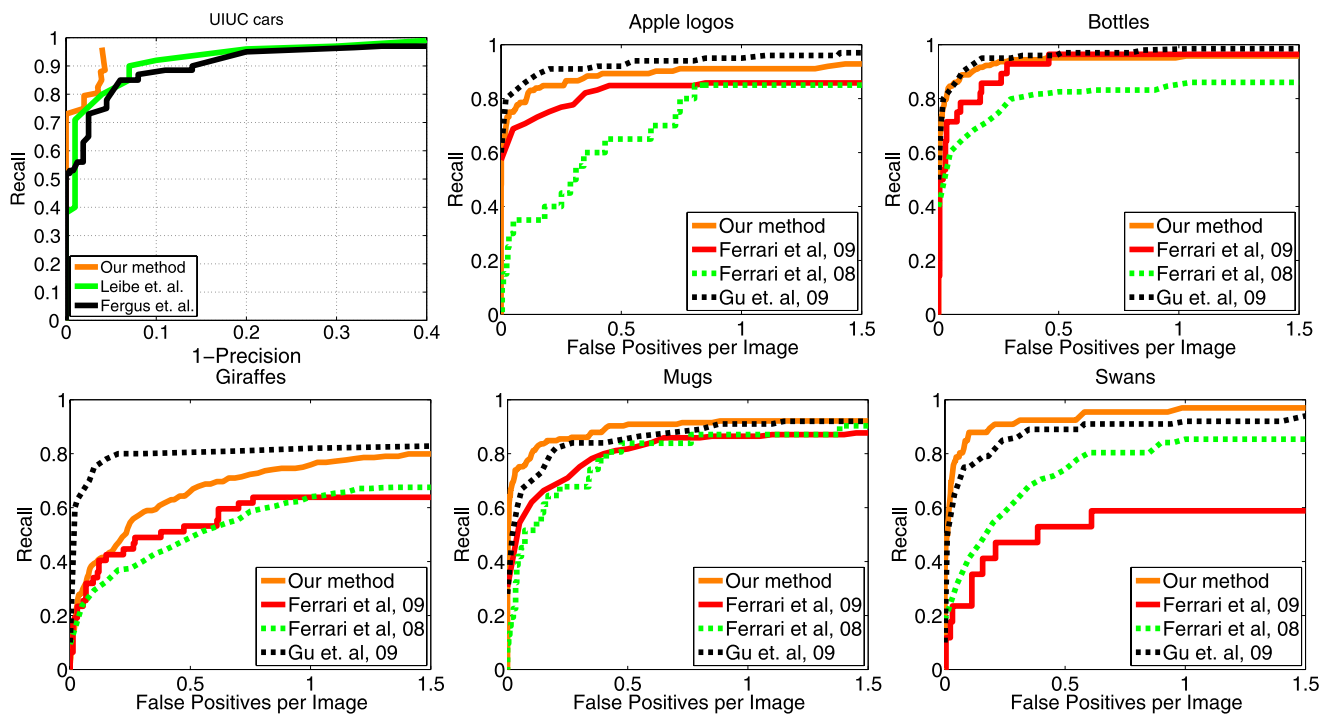 UIUC cars
1
0.9
0.8
0.7
0.6
0.5
0.4
0.3
0.2
0.1
0
Recall
Our method
Leibe et. al.
Fergus et. al.
0 0.1 0.2 0.3 0.4
1−Precision
Apple logos
1
0.8
0.6
0.4
0.2
0
Recall
Our method
Ferrari et al, 09
Ferrari et al, 08
Gu et. al, 09
0 0.5 1 1.5
False Positives per Image
Bottles
1
0.8
0.6
0.4
0.2
0
Recall
Our method
Ferrari et al, 09
Ferrari et al, 08
Gu et. al, 09
0 0.5 1 1.5
False Positives per Image
Giraffes
1
0.8
0.6
0.4
0.2
0
Recall
Our method
Ferrari et al, 09
Ferrari et al, 08
Gu et. al, 09
0 0.5 1 1.5
False Positives per Image
Mugs
1
0.8
0.6
0.4
0.2
0
Recall
Our method
Ferrari et al, 09
Ferrari et al, 08
Gu et. al, 09
0 0.5 1 1.5
False Positives per Image
Swans
1
0.8
0.6
0.4
0.2
0
Recall
Our method
Ferrari et al, 09
Ferrari et al, 08
Gu et. al, 09
0 0.5 1 1.5
False Positives per Image